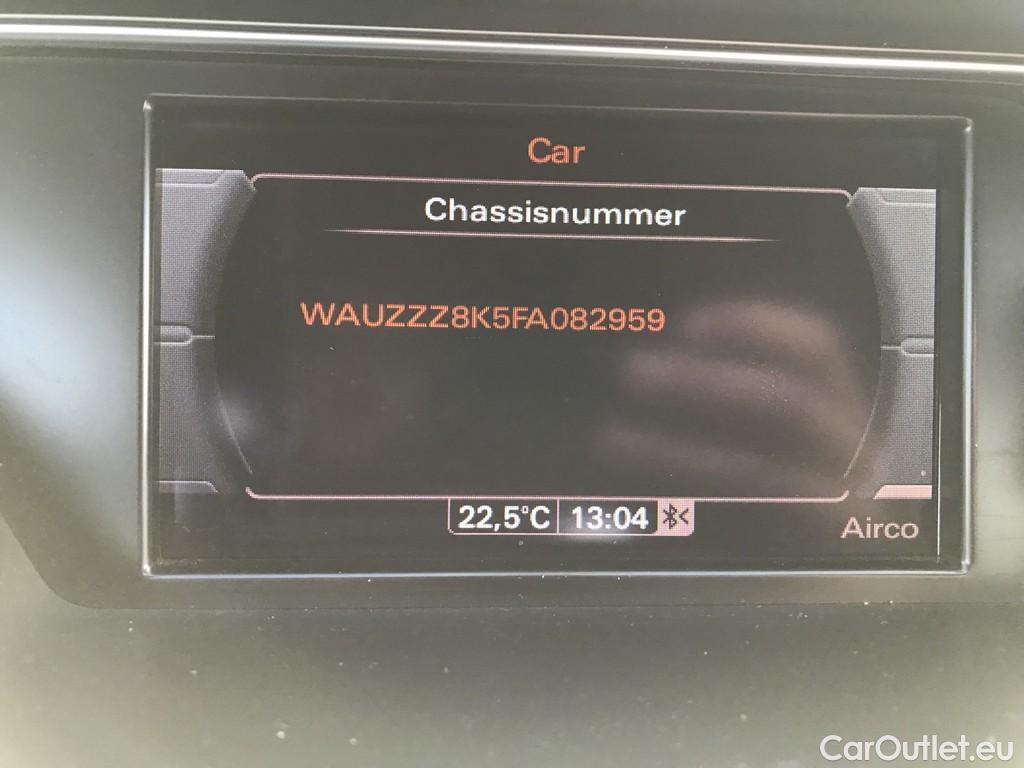 Car
Chassisnummer
WAUZZZ8K5FA082959
22,5°C 13:04
Airco
CarOutlet.eu